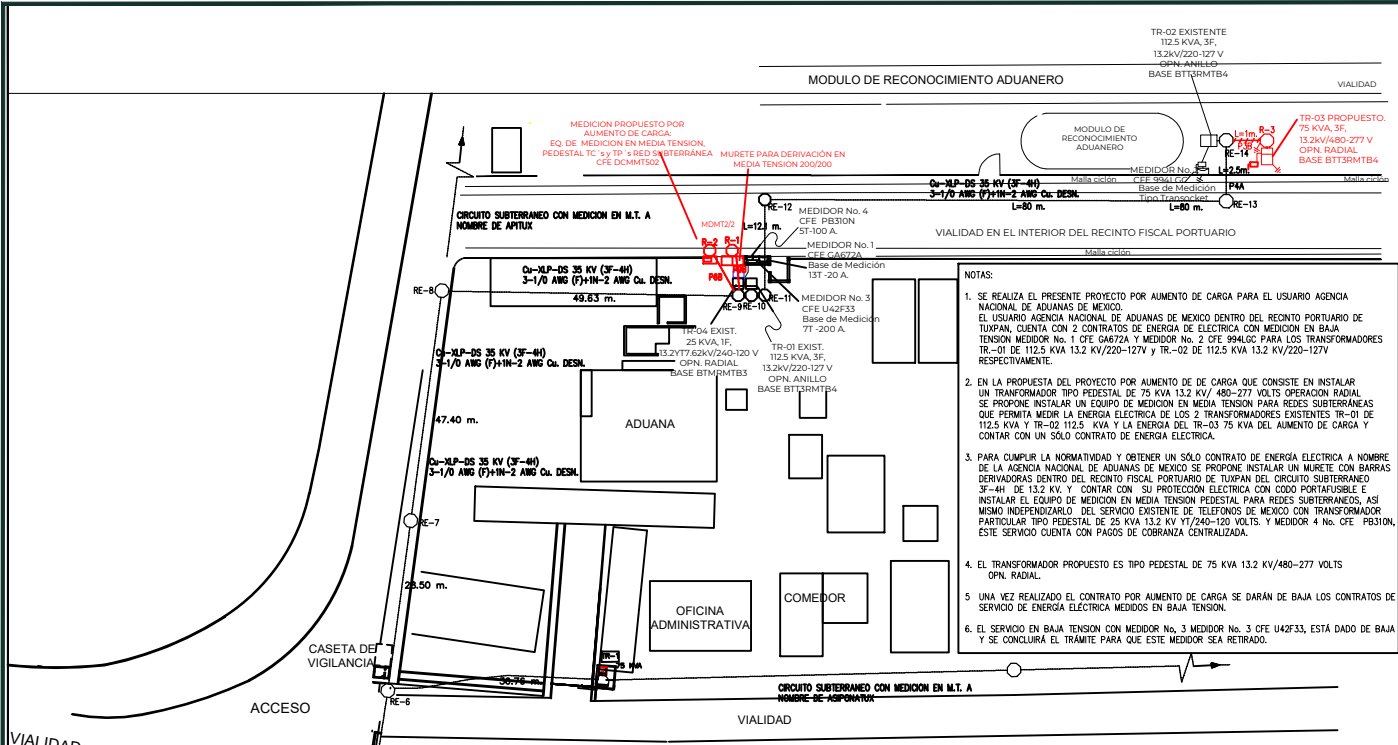 TR-02 EXISTENTE
112.5 KVA, 3F,
13.2kV/220-127 V
OPN. ANILLO
BASE BTT3RMTB4
MODULO DE RECONOCIMIENTO ADUANERO
VIALIDAD
MEDICION PROPUESTO POR
AUMENTO DE CARGA:
EQ. DE MEDICION EN MEDIA TENSION,
PEDESTAL TC´s y TP´s RED SUBTERRÁNEA
CFE DCMMT502
MURETE PARA DERIVACIÓN EN
MEDIA TENSION 200/200
MODULO DE
RECONOCIMIENTO
ADUANERO
L=1m.
R-3
RE-14
TR-03 PROPUESTO.
75 KVA, 3F,
13.2kV/480-277 V
OPN. RADIAL
BASE BTT3RMTB4
MEDIDOR No.
CFE 994LGC
Base de Medición
Tipo Transocket
L=2.5m.
P4A
Malla ciclón
Malla ciclón
Cu-XLP-DS 35 KV (3F-4H)
3-1/0 AWG (F)+1N-2 AWG Cu. DESN.
L=80 m.
L=60 m.
RE-13
RE-12
CIRCUITO SUBTERRANEO CON MEDICION EN M.T. A
NOMBRE DE APITUX
MDMT2/2
L=12.1 m.
MEDIDOR No. 4
CFE PB310N
5T-100 A.
VIALIDAD EN EL INTERIOR DEL RECINTO FISCAL PORTUARIO
Malla ciclón
R-2
R-1
MEDIDOR No. 1
CFE GA672A
Base de Medición
13T -20 A.
P6B
Cu-XLP-DS 35 KV (3F-4H)
3-1/0 AWG (F)+1N-2 AWG Cu. DESN.
49.63 m.
RE-8
RE-9
RE-10
RE-11
MEDIDOR No. 3
CFE U42F33
Base de Medición
7T -200 A.
TR-04 EXIST.
25 KVA, 1F,
13.2YT7.62kV/240-120 V
OPN. RADIAL
BASE BTMRMTB3
TR-01 EXIST.
112.5 KVA, 3F,
13.2kV/220-127 V
OPN. ANILLO
BASE BTT3RMTB4
Cu-XLP-DS 35 KV (3F-4H)
3-1/0 AWG (F)+1N-2 AWG Cu. DESN.
47.40 m.
ADUANA
Cu-XLP-DS 35 KV (3F-4H)
3-1/0 AWG (F)+1N-2 AWG Cu. DESN.
RE-7
28.50 m.
OFICINA
ADMINISTRATIVA
COMEDOR
CASETA DE
VIGILANCIA
TR-1
75 KVA
38.76 m.
RE-6
ACCESO
CIRCUITO SUBTERRANEO CON MEDICION EN M.T. A
NOMBRE DE ASIPONATUX
VIALIDAD
VIALIDAD
NOTAS:
1. SE REALIZA EL PRESENTE PROYECTO POR AUMENTO DE CARGA PARA EL USUARIO AGENCIA
NACIONAL DE ADUANAS DE MEXICO.
EL USUARIO AGENCIA NACIONAL DE ADUANAS DE MEXICO DENTRO DEL RECINTO PORTUARIO DE
TUXPAN, CUENTA CON 2 CONTRATOS DE ENERGIA DE ELECTRICA CON MEDICION EN BAJA
TENSION MEDIDOR No. 1 CFE GA672A Y MEDIDOR No. 2 CFE 994LGC PARA LOS TRANSFORMADORES
TR.-01 DE 112.5 KVA 13.2 KV/220-127V y TR.-02 DE 112.5 KVA 13.2 KV/220-127V
RESPECTIVAMENTE.
2. EN LA PROPUESTA DEL PROYECTO POR AUMENTO DE DE CARGA QUE CONSISTE EN INSTALAR
UN TRANFORMADOR TIPO PEDESTAL DE 75 KVA 13.2 KV/ 480-277 VOLTS OPERACION RADIAL
SE PROPONE INSTALAR UN EQUIPO DE MEDICION EN MEDIA TENSION PARA REDES SUBTERRÁNEAS
QUE PERMITA MEDIR LA ENERGIA ELECTRICA DE LOS 2 TRANSFORMADORES EXISTENTES TR-01 DE
112.5 KVA Y TR-02 112.5 KVA Y LA ENERGIA DEL TR-03 75 KVA DEL AUMENTO DE CARGA Y
CONTAR CON UN SÓLO CONTRATO DE ENERGIA ELECTRICA.
3. PARA CUMPLIR LA NORMATIVIDAD Y OBTENER UN SÓLO CONTRATO DE ENERGÍA ELECTRICA A NOMBRE
DE LA AGENCIA NACIONAL DE ADUANAS DE MEXICO SE PROPONE INSTALAR UN MURETE CON BARRAS
DERIVADORAS DENTRO DEL RECINTO FISCAL PORTUARIO DE TUXPAN DEL CIRCUITO SUBTERRANEO
3F-4H DE 13.2 KV. Y CONTAR CON SU PROTECCIÓN ELECTRICA CON CODO PORTAFUSIBLE E
INSTALAR EL EQUIPO DE MEDICION EN MEDIA TENSION PEDESTAL PARA REDES SUBTERRANEOS, ASÍ
MISMO INDEPENDIZARLO DEL SERVICIO EXISTENTE DE TELEFONOS DE MEXICO CON TRANSFORMADOR
PARTICULAR TIPO PEDESTAL DE 25 KVA 13.2 KV YT/240-120 VOLTS. Y MEDIDOR 4 No. CFE PB310N,
ÉSTE SERVICIO CUENTA CON PAGOS DE COBRANZA CENTRALIZADA.
4. EL TRANSFORMADOR PROPUESTO ES TIPO PEDESTAL DE 75 KVA 13.2 KV/480-277 VOLTS
OPN. RADIAL.
5 UNA VEZ REALIZADO EL CONTRATO POR AUMENTO DE CARGA SE DARÁN DE BAJA LOS CONTRATOS DE
SERVICIO DE ENERGÍA ELÉCTRICA MEDIDOS EN BAJA TENSION.
6. EL SERVICIO EN BAJA TENSION CON MEDIDOR No, 3 MEDIDOR No. 3 CFE U42F33, ESTÁ DADO DE BAJA
Y SE CONCLUIRÁ EL TRÁMITE PARA QUE ESTE MEDIDOR SEA RETIRADO.